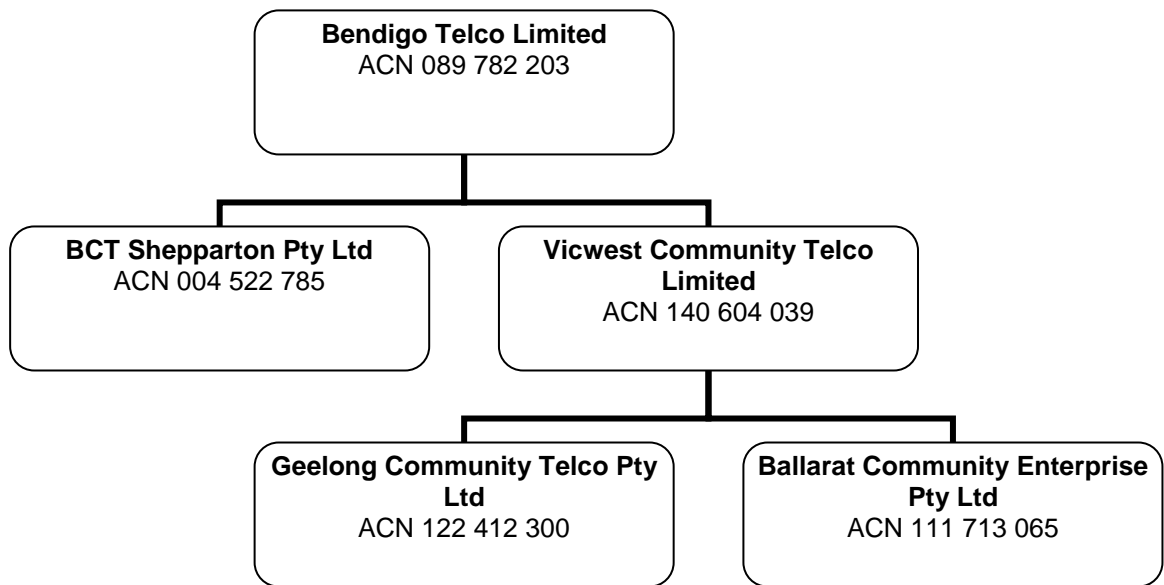 Bendigo Telco Limited
ACN 089 782 203
BCT Shepparton Pty Ltd
ACN 004 522 785
Vicwest Community Telco
Limited
ACN 140 604 039
Geelong Community Telco Pty
Ltd
ACN 122 412 300
Ballarat Community Enterprise
Pty Ltd
ACN 111 713 065